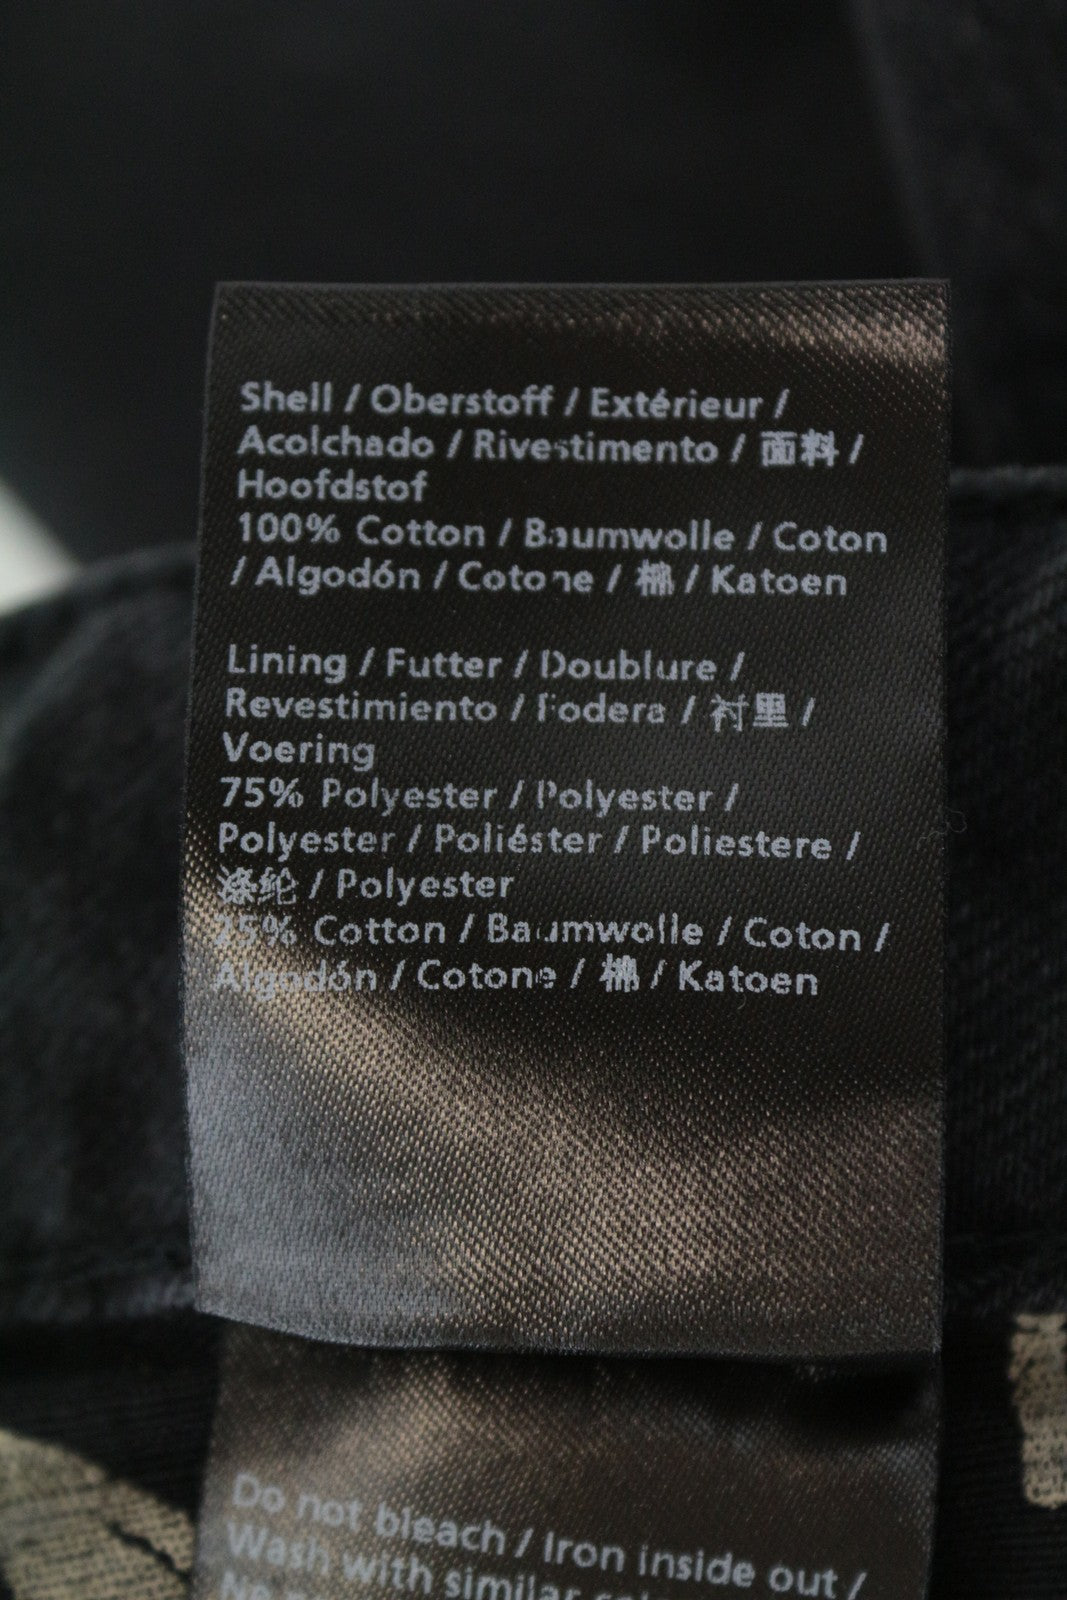 Shell / Oberstoff / Extérieur /
Acolchado / Rivestimento / 面料 /
Hoofdstof
100% Cotton / Baumwolle / Coton
/ Algodón / Cotone / 棉 / Katoen
Lining / Futter / Doublure /
Revestimiento / Fodera / 衬里 /
Voering
75% Polyester / Polyester /
Polyester / Poliéster / Poliestere /
涤纶 / Polyester
25% Cotton / Baumwolle / Coton /
Algodón / Cotone / 棉 / Katoen
Do not bleach / Iron inside out /
Wash with similar